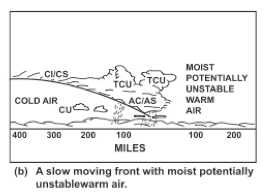 CI/CS
TCU
TCU
MOIST
POTENTIALLY
UNSTABLE
WARM
AIR
COLD AIR
CU
AC/AS
400 300 200 100 100 200
MILES
(b) A slow moving front with moist potentially
unstablewarm air.